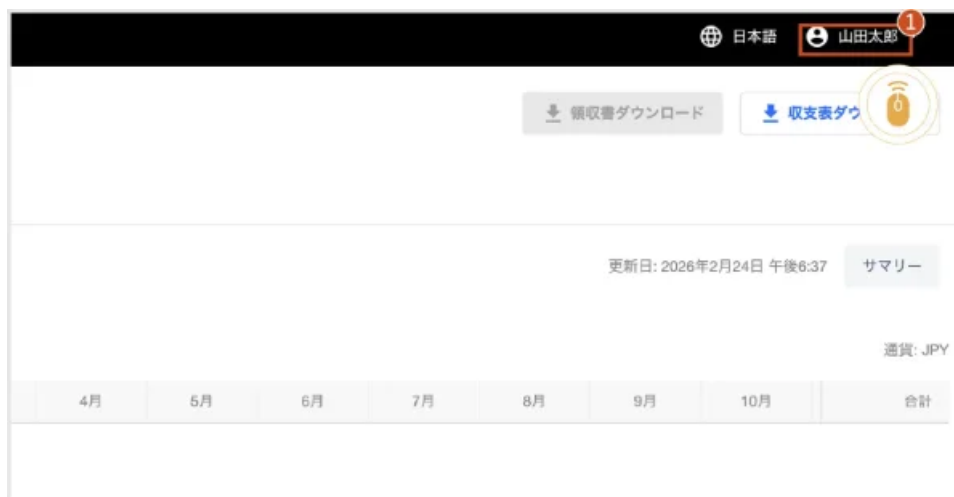 日本語 山田太郎 1
領収書ダウンロード 収支表ダウ
更新日: 2026年2月24日 午後6:37 サマリー
通貨: JPY
4月 5月 6月 7月 8月 9月 10月 合計